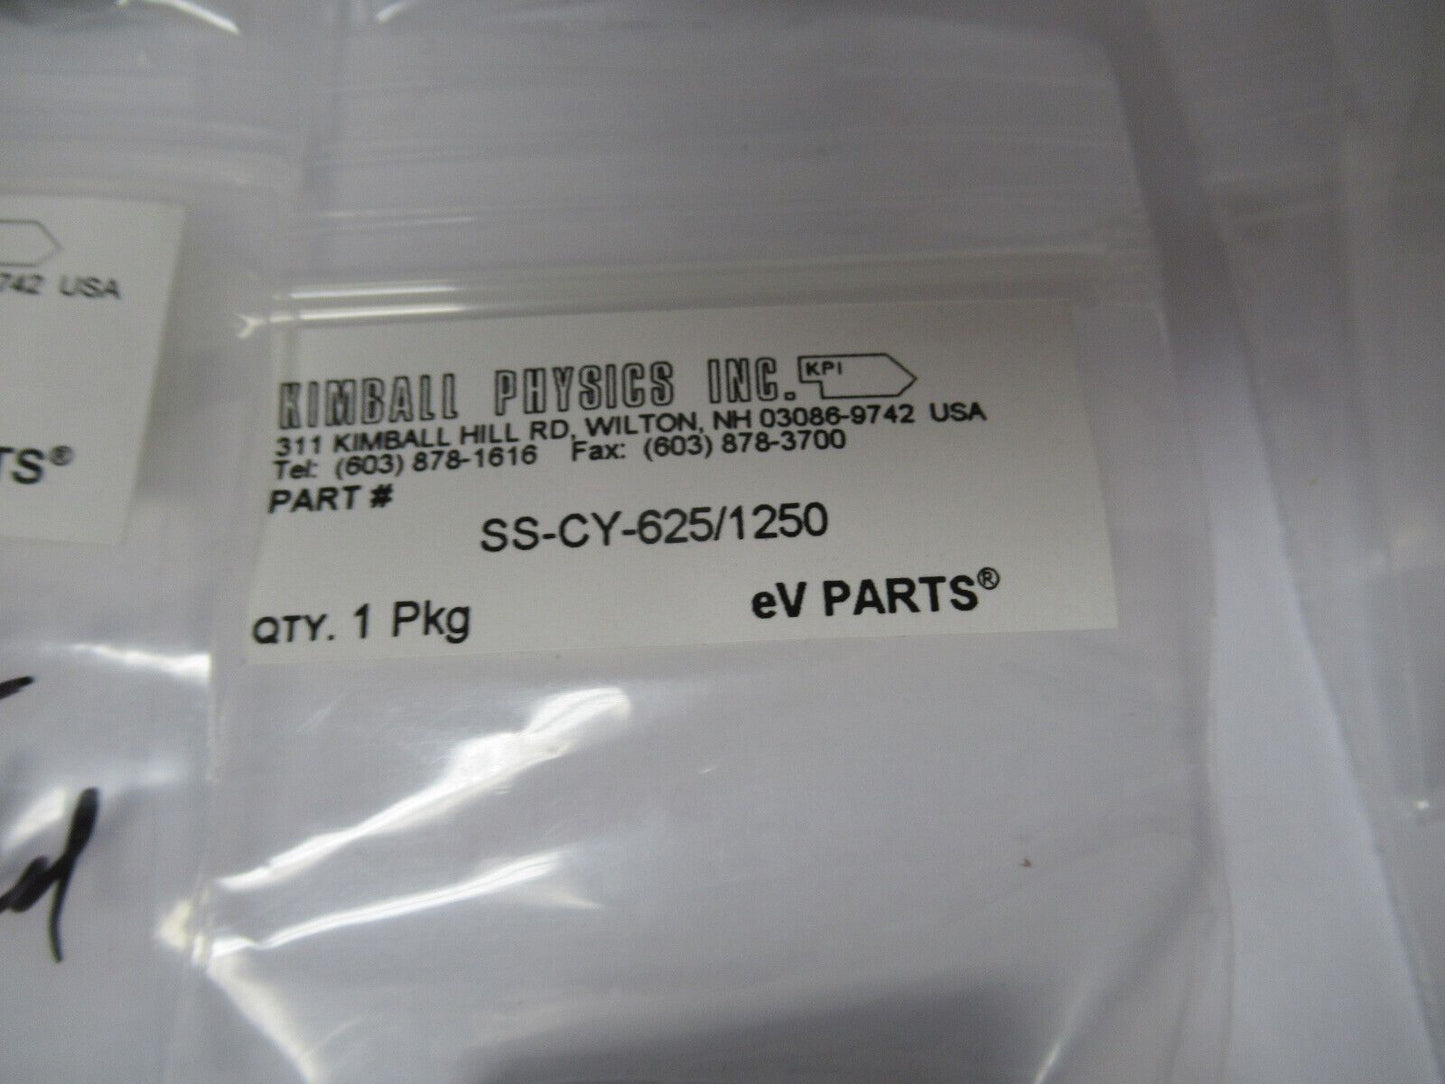 KIMBALL PHYSICS INC. KPI
311 KIMBALL HILL RD, WILTON, NH 03086-9742 USA
Tel: (603) 878-1616 Fax: (603) 878-3700
PART #
SS-CY-625/1250
QTY. 1 Pkg
eV PARTS®
742 USA
TS®